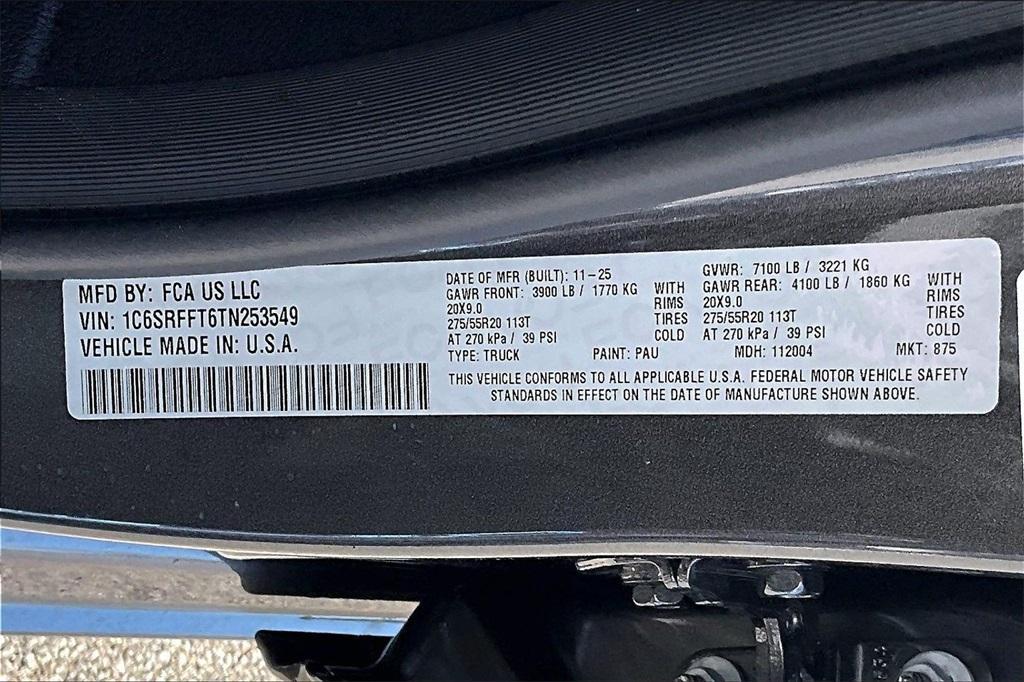 MFD BY: FCA US LLC
VIN: 1C6SRFFT6TN253549
VEHICLE MADE IN: U.S.A.
DATE OF MFR (BUILT): 11-25
GAWR FRONT: 3900 LB / 1770 KG WITH
20X9.0 RIMS
275/55R20 113T TIRES
AT 270 kPa / 39 PSI COLD
GVWR: 7100 LB / 3221 KG
GAWR REAR: 4100 LB / 1860 KG WITH
20X9.0 RIMS
275/55R20 113T TIRES
AT 270 kPa / 39 PSI COLD
TYPE: TRUCK PAINT: PAU MDH: 112004 MKT: 875
THIS VEHICLE CONFORMS TO ALL APPLICABLE U.S.A. FEDERAL MOTOR VEHICLE SAFETY
STANDARDS IN EFFECT ON THE DATE OF MANUFACTURE SHOWN ABOVE.